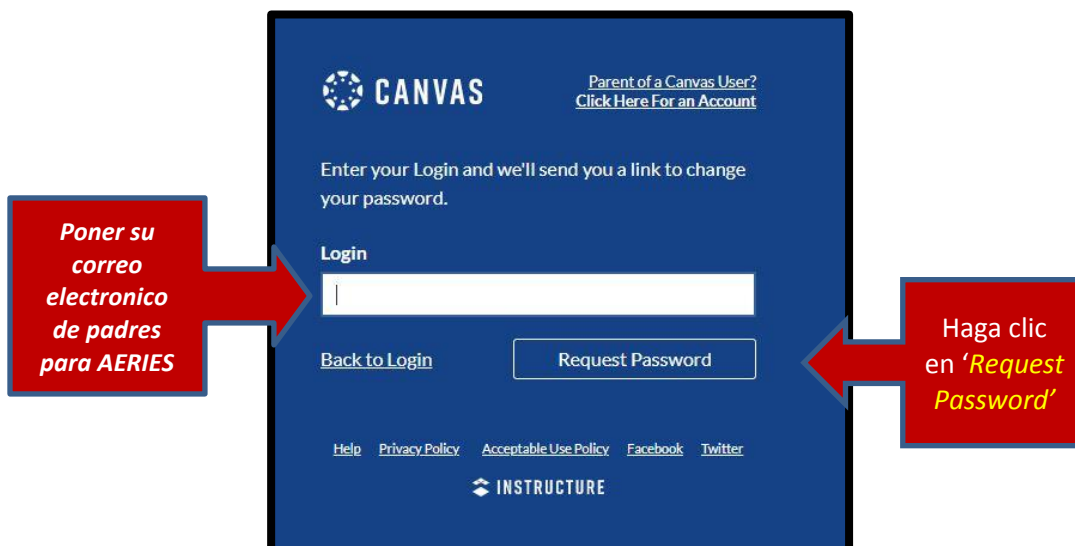 CANVAS
Parent of a Canvas User?
Click Here For an Account
Enter your Login and we'll send you a link to change
your password.
Poner su
correo
electronico
de padres
para AERIES
Login
Back to Login
Request Password
Haga clic
en ‘Request
Password’
Help Privacy Policy Acceptable Use Policy Facebook Twitter
INSTRUCTURE